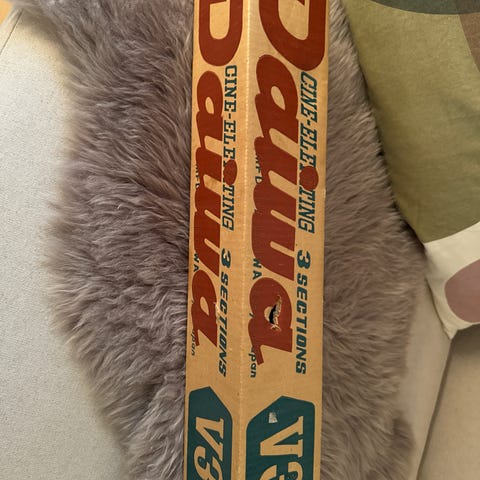 Daiwa
CINE-ELE TING 3 SECTIONS
V3
Daiwa
CINE-ELE TING 3 SECTIONS
V3